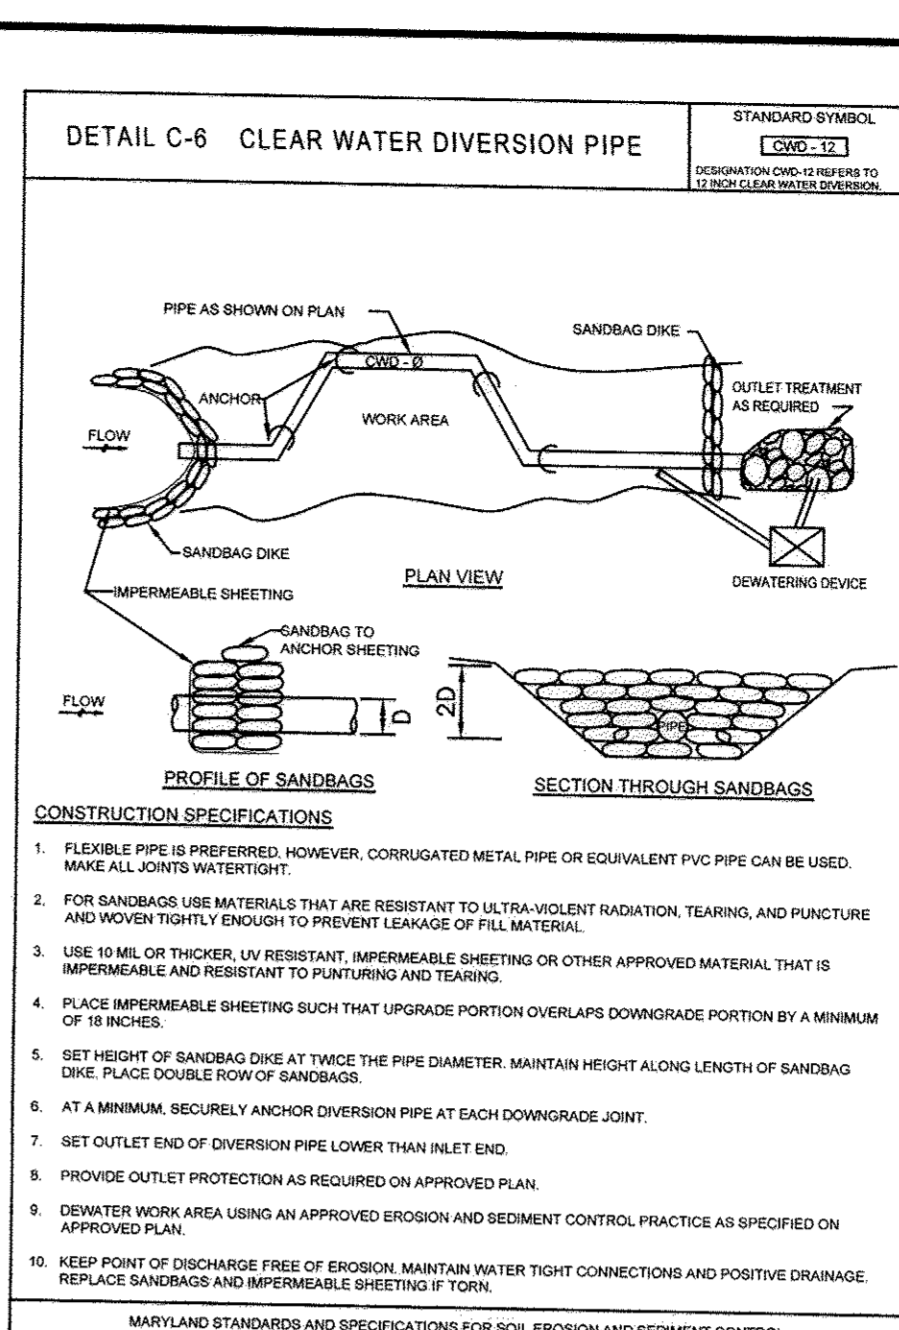 DETAIL C-6 CLEAR WATER DIVERSION PIPE
STANDARD SYMBOL
CWD - 12
DESIGNATION CWD-12 REFERS TO
12 INCH CLEAR WATER DIVERSION.
PIPE AS SHOWN ON PLAN
SANDBAG DIKE
CWD - Ø
ANCHOR
WORK AREA
OUTLET TREATMENT
AS REQUIRED
FLOW
SANDBAG DIKE
PLAN VIEW
DEWATERING DEVICE
IMPERMEABLE SHEETING
SANDBAG TO
ANCHOR SHEETING
FLOW
D
2D
PIPE
PROFILE OF SANDBAGS
SECTION THROUGH SANDBAGS
CONSTRUCTION SPECIFICATIONS
1. FLEXIBLE PIPE IS PREFERRED. HOWEVER, CORRUGATED METAL PIPE OR EQUIVALENT PVC PIPE CAN BE USED.
MAKE ALL JOINTS WATERTIGHT.
2. FOR SANDBAGS USE MATERIALS THAT ARE RESISTANT TO ULTRA-VIOLENT RADIATION, TEARING, AND PUNCTURE
AND WOVEN TIGHTLY ENOUGH TO PREVENT LEAKAGE OF FILL MATERIAL.
3. USE 10 MIL OR THICKER, UV RESISTANT, IMPERMEABLE SHEETING OR OTHER APPROVED MATERIAL THAT IS
IMPERMEABLE AND RESISTANT TO PUNTURING AND TEARING.
4. PLACE IMPERMEABLE SHEETING SUCH THAT UPGRADE PORTION OVERLAPS DOWNGRADE PORTION BY A MINIMUM
OF 18 INCHES.
5. SET HEIGHT OF SANDBAG DIKE AT TWICE THE PIPE DIAMETER. MAINTAIN HEIGHT ALONG LENGTH OF SANDBAG
DIKE. PLACE DOUBLE ROW OF SANDBAGS.
6. AT A MINIMUM, SECURELY ANCHOR DIVERSION PIPE AT EACH DOWNGRADE JOINT.
7. SET OUTLET END OF DIVERSION PIPE LOWER THAN INLET END.
8. PROVIDE OUTLET PROTECTION AS REQUIRED ON APPROVED PLAN.
9. DEWATER WORK AREA USING AN APPROVED EROSION AND SEDIMENT CONTROL PRACTICE AS SPECIFIED ON
APPROVED PLAN.
10. KEEP POINT OF DISCHARGE FREE OF EROSION. MAINTAIN WATER TIGHT CONNECTIONS AND POSITIVE DRAINAGE.
REPLACE SANDBAGS AND IMPERMEABLE SHEETING IF TORN.
MARYLAND STANDARDS AND SPECIFICATIONS FOR SOIL EROSION AND SEDIMENT CONTROL